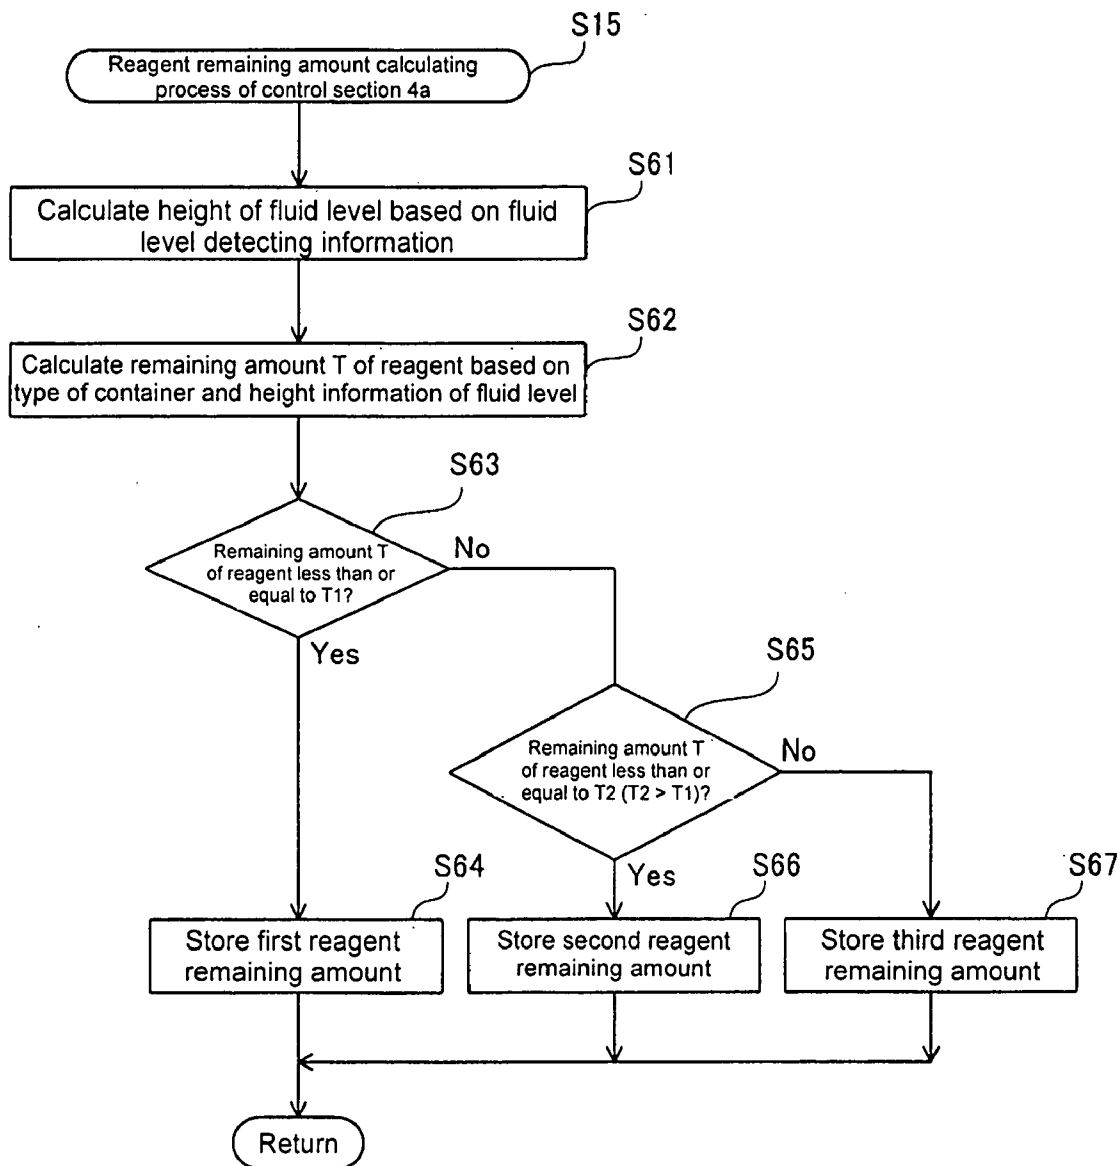 S15
Reagent remaining amount calculating
process of control section 4a
S61
Calculate height of fluid level based on fluid
level detecting information
S62
Calculate remaining amount T of reagent based on
type of container and height information of fluid level
S63
Remaining amount T
of reagent less than or
equal to T1?
No
Yes
S65
Remaining amount T
of reagent less than or
equal to T2 (T2 > T1)?
No
Yes
S64
Store first reagent
remaining amount
S66
Store second reagent
remaining amount
S67
Store third reagent
remaining amount
Return